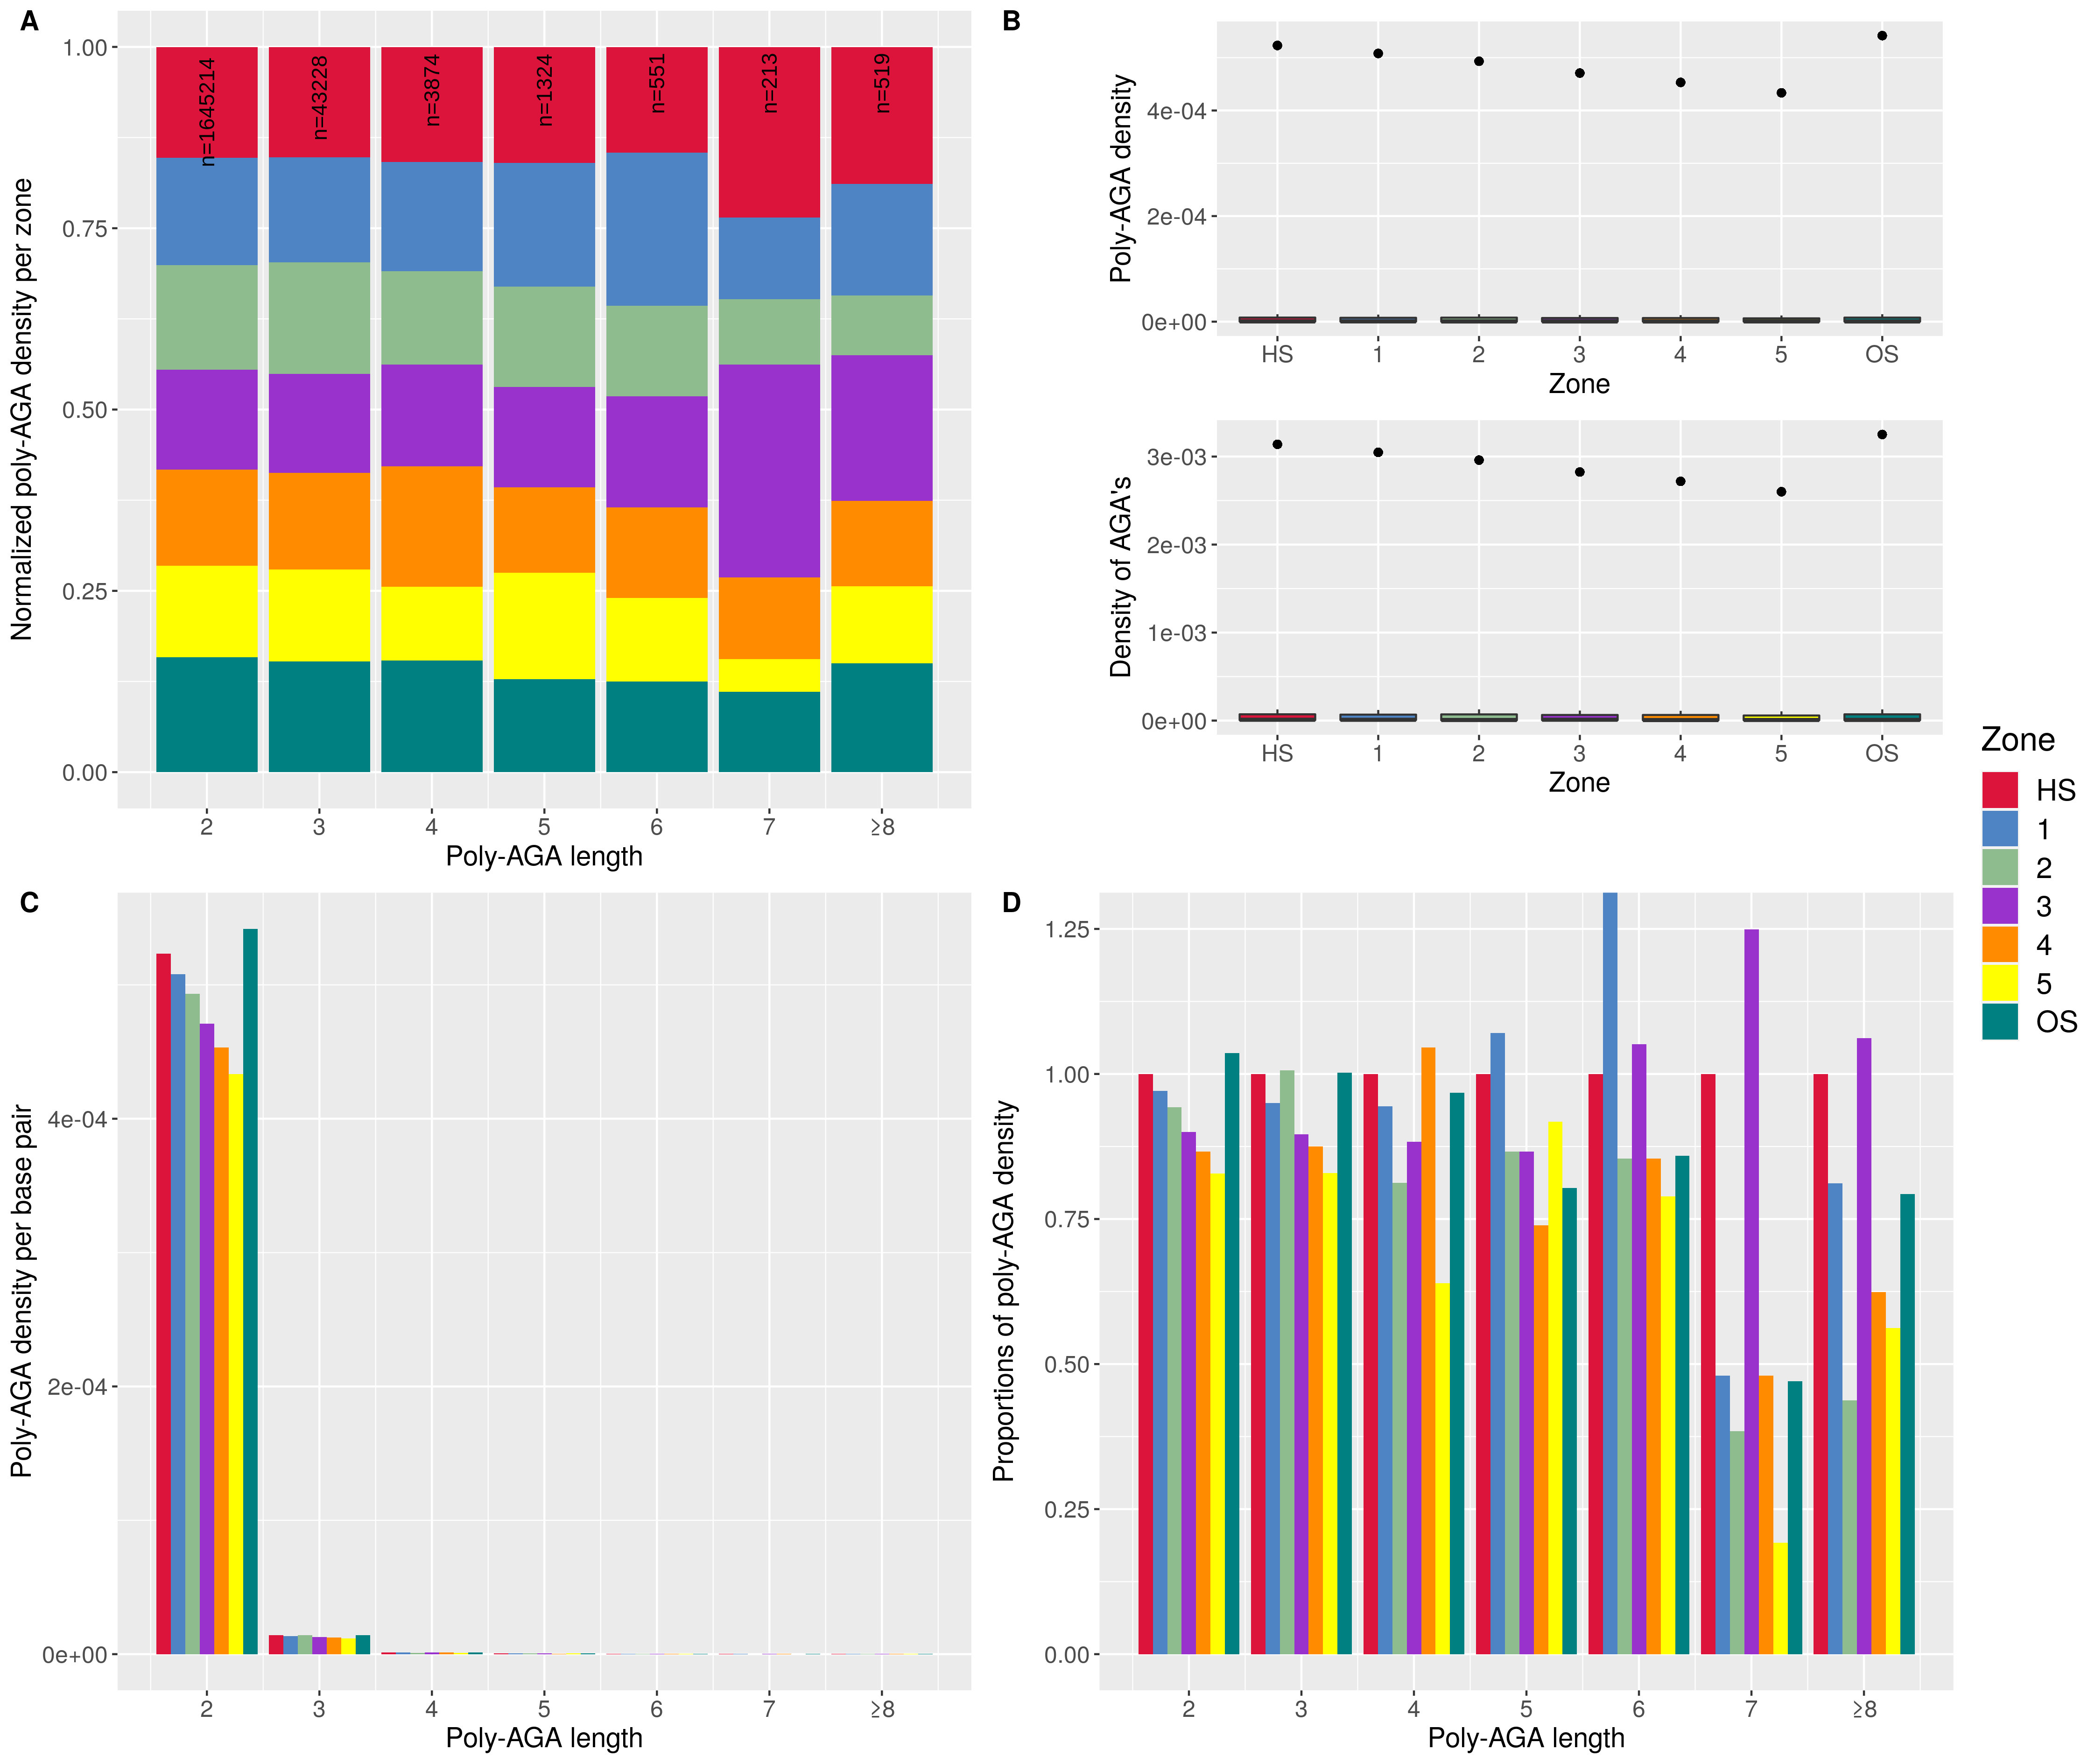 A
Normalized poly-AGA density per zone
1.00
0.75
0.50
0.25
0.00
n=1645214
n=43228
n=3874
n=1324
n=551
n=213
n=519
2 3 4 5 6 7 ≥8
Poly-AGA length
B
Poly-AGA density
4e-04
2e-04
0e+00
HS 1 2 3 4 5 OS
Zone
Density of AGA's
3e-03
2e-03
1e-03
0e+00
HS 1 2 3 4 5 OS
Zone
Zone
HS
1
2
3
4
5
OS
C
Poly-AGA density per base pair
4e-04
2e-04
0e+00
2 3 4 5 6 7 ≥8
Poly-AGA length
D
Proportions of poly-AGA density
1.25
1.00
0.75
0.50
0.25
0.00
2 3 4 5 6 7 ≥8
Poly-AGA length